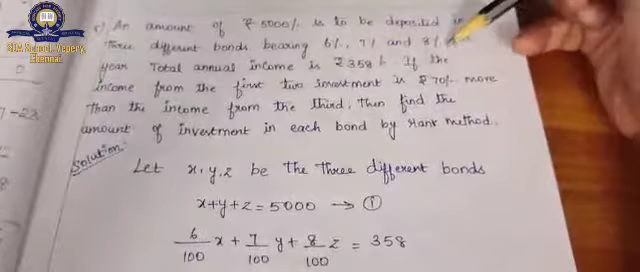 SITA School, Vepery,
Chennai
An amount of ₹5000/- is to be deposited in
three different bonds bearing 6%, 7% and 8%
year Total annual income is ₹358/-. If the
income from the first two investment is ₹70/- more
than the income from the third, then find the
amount of investment in each bond by rank method.
Solution:
Let x, y, z be the three different bonds
x+y+z = 5000 → ①
6/100 x + 7/100 y + 8/100 z = 358